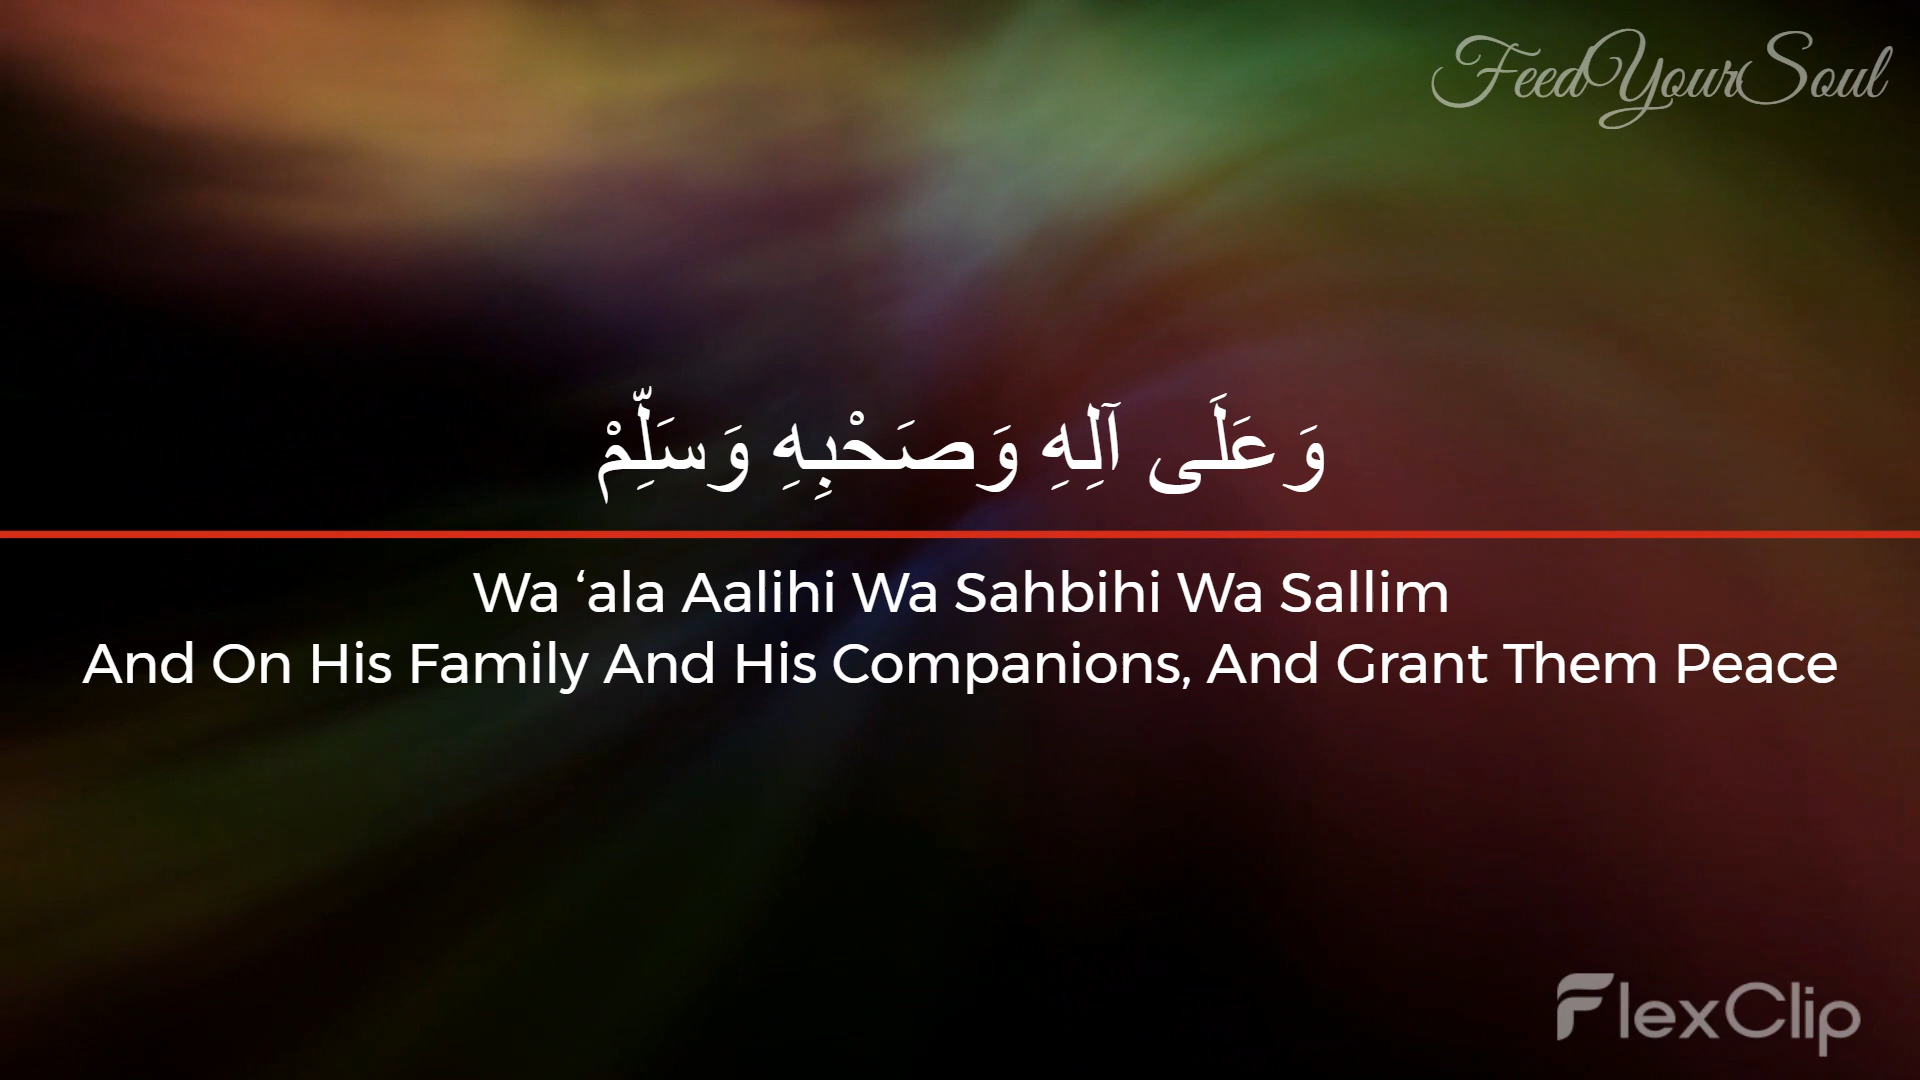 FeedYourSoul
وَعَلَى آلِهِ وَصَحْبِهِ وَسَلِّمْ
Wa ‘ala Aalihi Wa Sahbihi Wa Sallim
And On His Family And His Companions, And Grant Them Peace
FlexClip